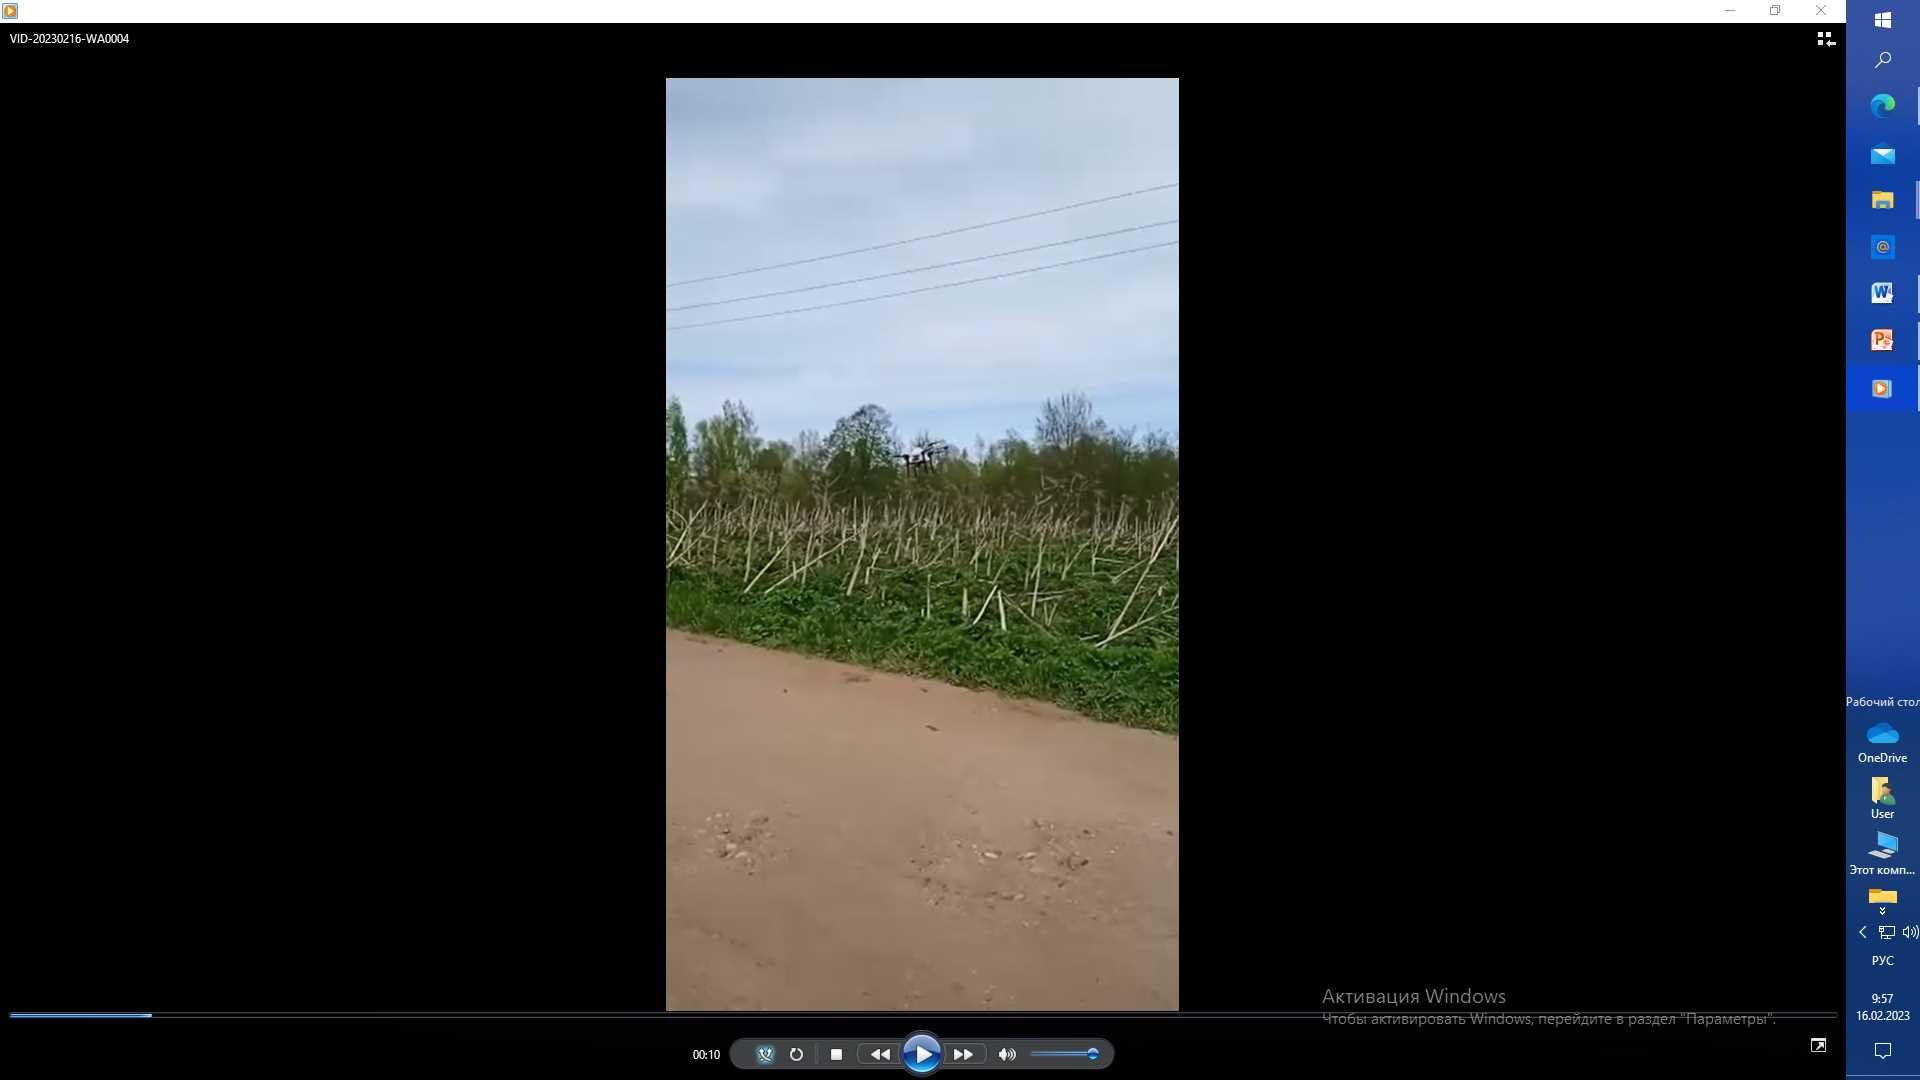 VID-20230216-WA0004
Рабочий стол
OneDrive
User
Этот комп...
РУС
9:57
16.02.2023
Активация Windows
Чтобы активировать Windows, перейдите в раздел "Параметры".
00:10